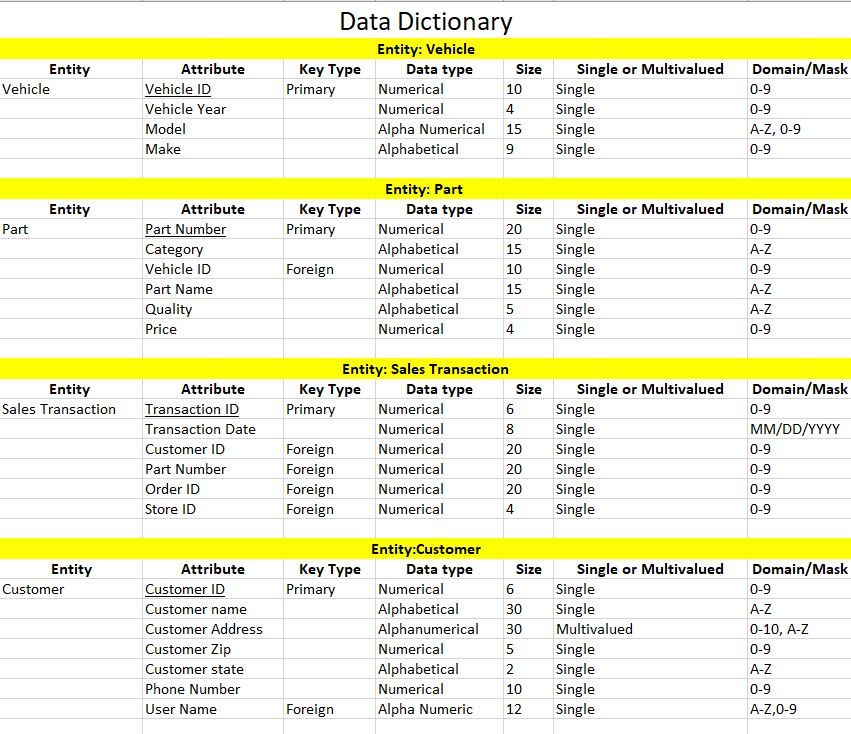 Data Dictionary
Entity: Vehicle
Entity Attribute Key Type Data type Size Single or Multivalued Domain/Mask
Vehicle Vehicle ID Primary Numerical 10 Single 0-9
Vehicle Year Numerical 4 Single 0-9
Model Alpha Numerical 15 Single A-Z, 0-9
Make Alphabetical 9 Single 0-9
Entity: Part
Entity Attribute Key Type Data type Size Single or Multivalued Domain/Mask
Part Part Number Primary Numerical 20 Single 0-9
Category Alphabetical 15 Single A-Z
Vehicle ID Foreign Numerical 10 Single 0-9
Part Name Alphabetical 15 Single A-Z
Quality Alphabetical 5 Single A-Z
Price Numerical 4 Single 0-9
Entity: Sales Transaction
Entity Attribute Key Type Data type Size Single or Multivalued Domain/Mask
Sales Transaction Transaction ID Primary Numerical 6 Single 0-9
Transaction Date Numerical 8 Single MM/DD/YYYY
Customer ID Foreign Numerical 20 Single 0-9
Part Number Foreign Numerical 20 Single 0-9
Order ID Foreign Numerical 20 Single 0-9
Store ID Foreign Numerical 4 Single 0-9
Entity:Customer
Entity Attribute Key Type Data type Size Single or Multivalued Domain/Mask
Customer Customer ID Primary Numerical 6 Single 0-9
Customer name Alphabetical 30 Single A-Z
Customer Address Alphanumerical 30 Multivalued 0-10, A-Z
Customer Zip Numerical 5 Single 0-9
Customer state Alphabetical 2 Single A-Z
Phone Number Numerical 10 Single 0-9
User Name Foreign Alpha Numeric 12 Single A-Z,0-9